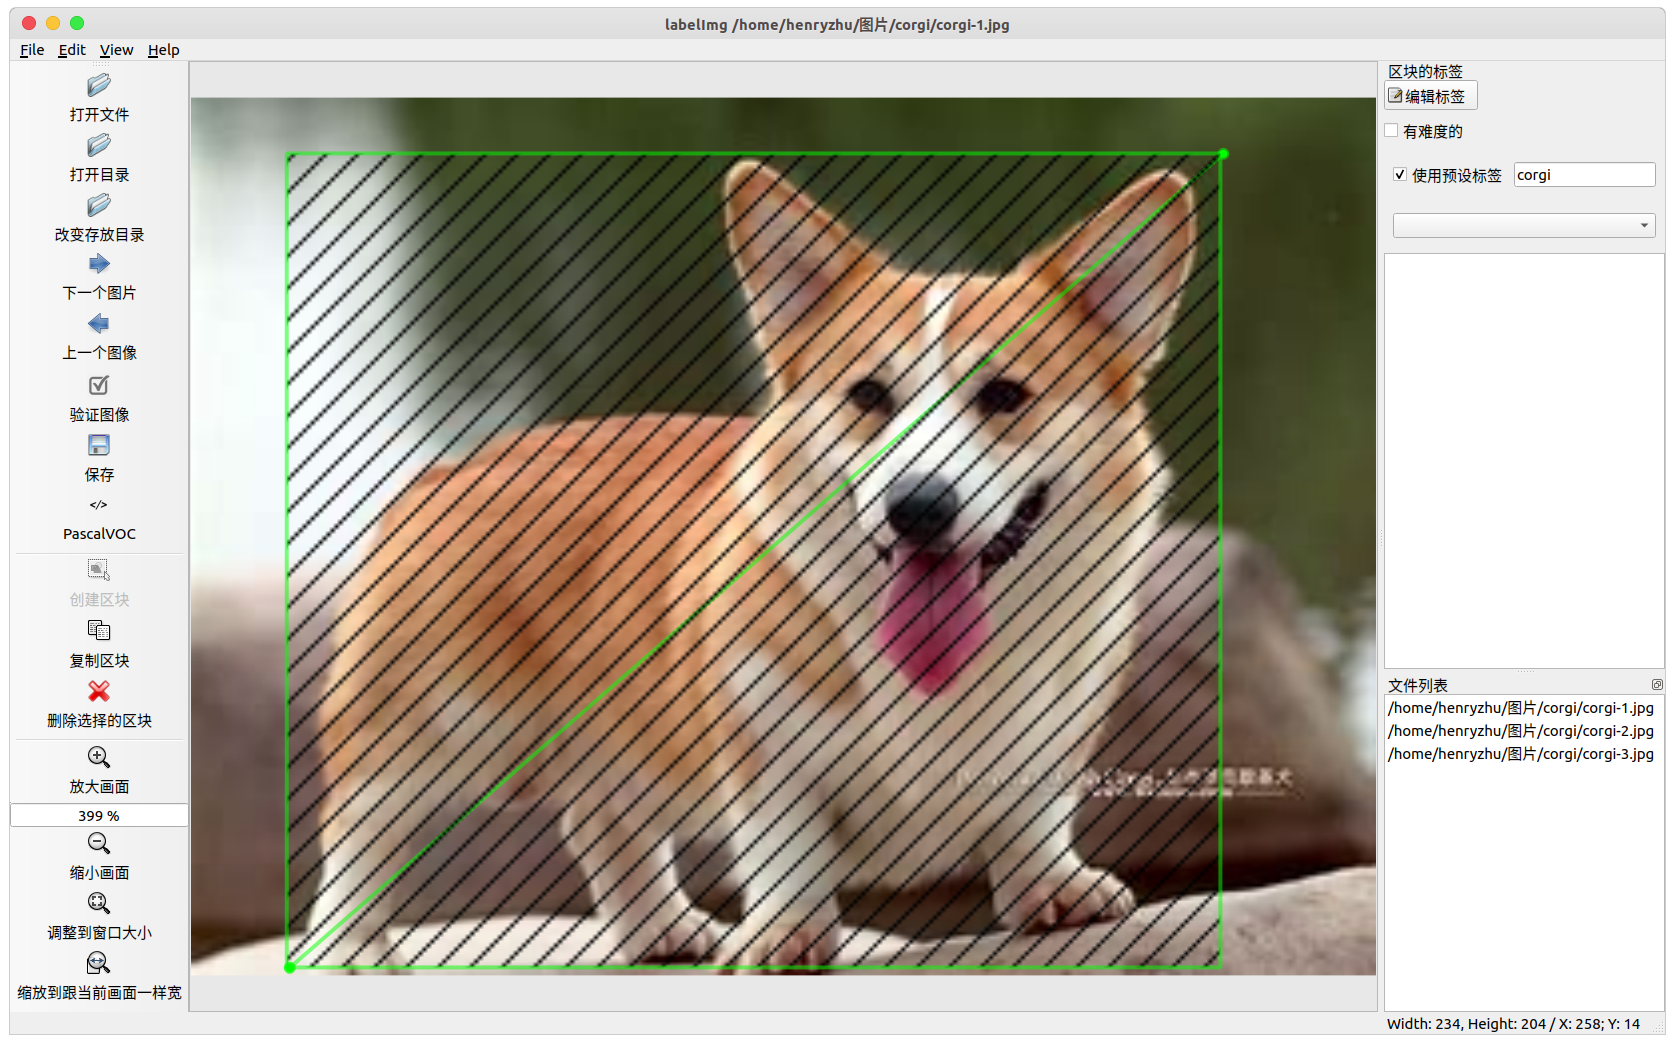 labelImg /home/henryzhu/图片/corgi/corgi-1.jpg
File Edit View Help
打开文件
打开目录
改变存放目录
下一个图片
上一个图像
验证图像
保存
</>
PascalVOC
创建区块
复制区块
删除选择的区块
放大画面
399 %
缩小画面
调整到窗口大小
缩放到跟当前画面一样宽
区块的标签
编辑标签
有难度的
使用预设标签 corgi
文件列表
/home/henryzhu/图片/corgi/corgi-1.jpg
/home/henryzhu/图片/corgi/corgi-2.jpg
/home/henryzhu/图片/corgi/corgi-3.jpg
Width: 234, Height: 204 / X: 258; Y: 14